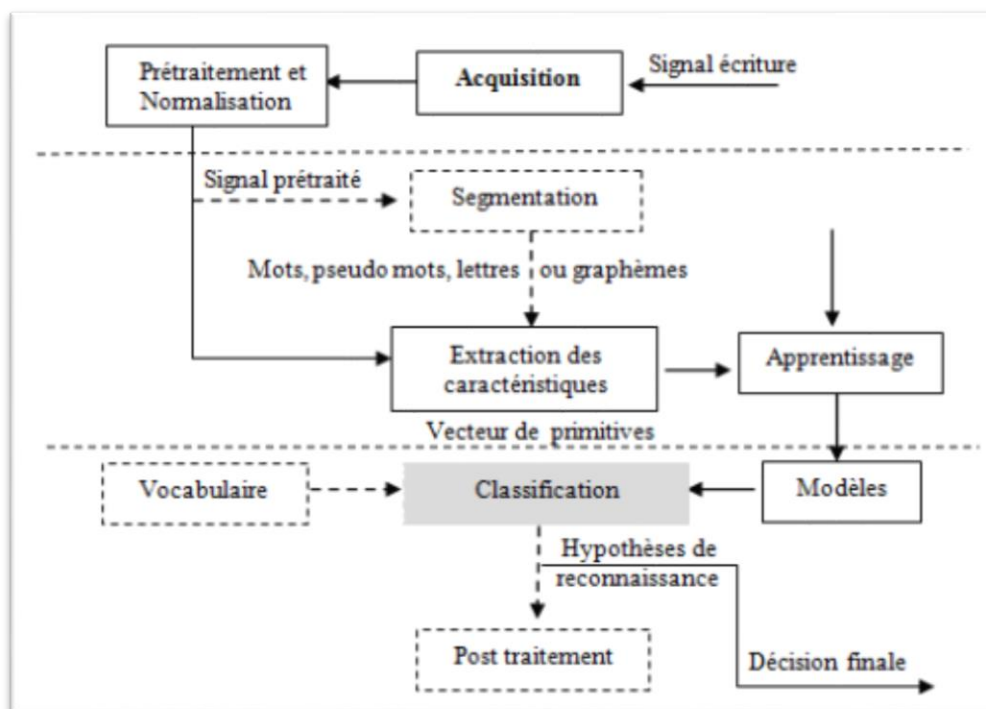 Prétraitement et
Normalisation
Acquisition
Signal écriture
Signal prétraité
Segmentation
Mots, pseudo mots, lettres ou graphèmes
Extraction des
caractéristiques
Apprentissage
Vecteur de primitives
Vocabulaire
Classification
Modèles
Hypothèses de
reconnaissance
Post traitement
Décision finale